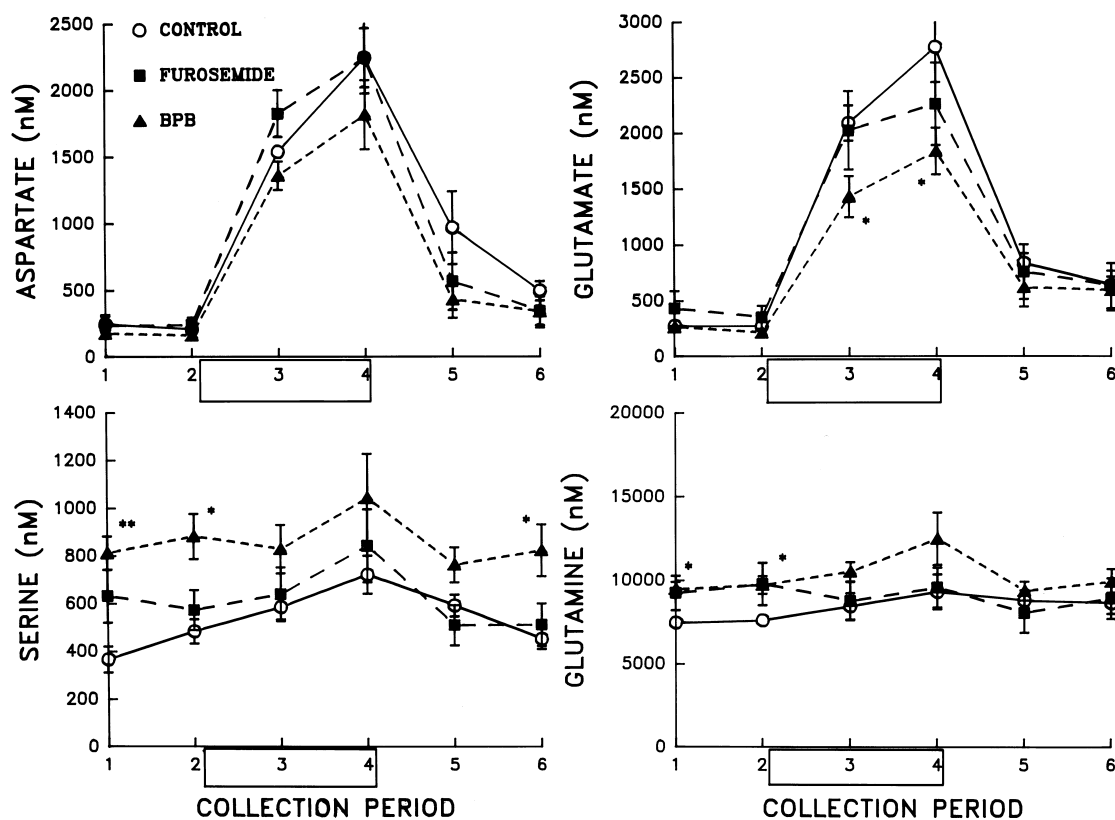 CONTROL
FUROSEMIDE
BPB
ASPARTATE (nM)
2500
2000
1500
1000
500
0
1 2 3 4 5 6
GLUTAMATE (nM)
3000
2500
2000
1500
1000
500
0
*
*
1 2 3 4 5 6
SERINE (nM)
1400
1200
1000
800
600
400
200
0
**
*
*
1 2 3 4 5 6
COLLECTION PERIOD
GLUTAMINE (nM)
20000
15000
10000
5000
0
*
*
1 2 3 4 5 6
COLLECTION PERIOD